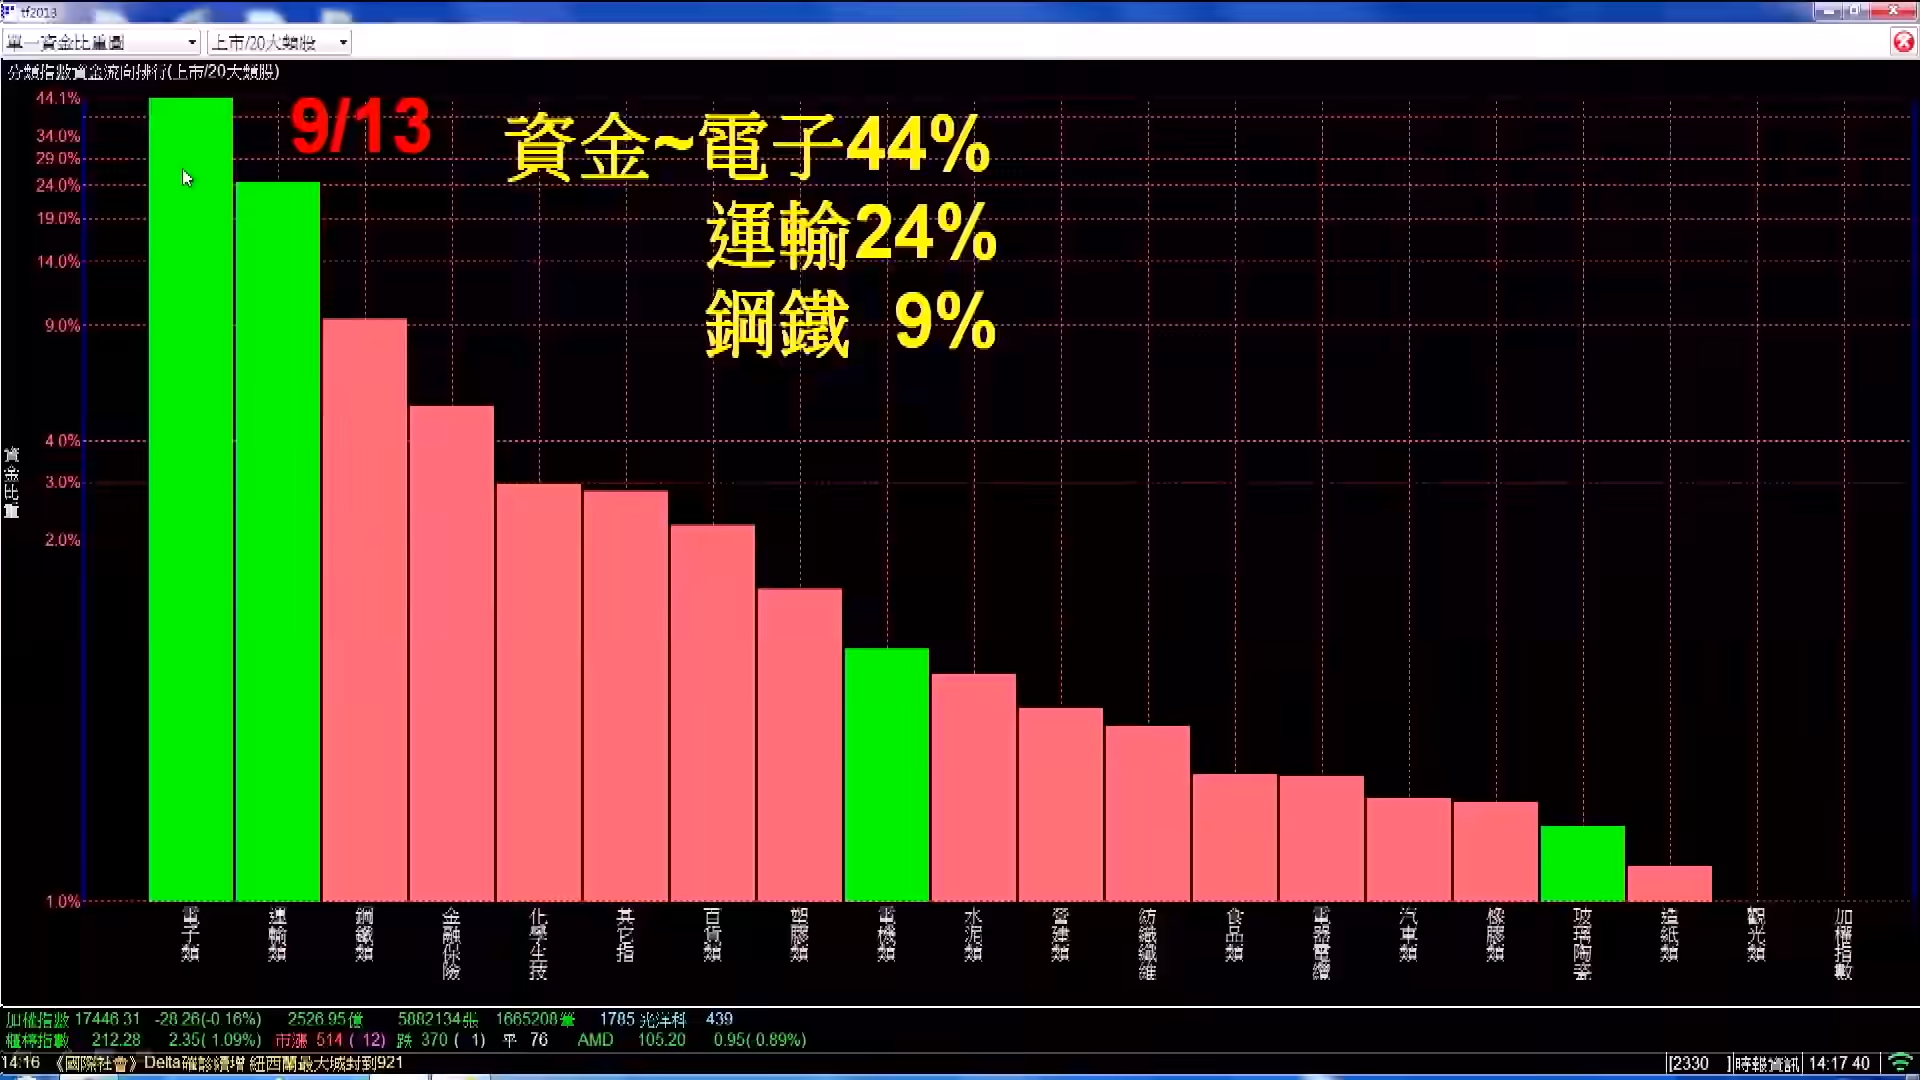 tf2013
單一資金比重圖
上市/20大類股
分類指數資金流向排行(上市/20大類股)
44.1%
34.0%
29.0%
24.0%
19.0%
14.0%
9.0%
4.0%
3.0%
2.0%
1.0%
資金比重
9/13
資金~電子44%
運輸24%
鋼鐵 9%
電子類
運輸類
鋼鐵類
金融保險
化學生技
其它指
百貨類
塑膠類
電機類
水泥類
營建類
紡織纖維
食品類
電器電纜
汽車類
橡膠類
玻璃陶瓷
造紙類
觀光類
加權指數
加權指數 17446.31 -28.26(-0.16%) 2526.95億 5882134張 1665208筆 1785 光洋科 439
櫃檯指數 212.28 2.35( 1.09%) 市漲 514 ( 12) 跌 370 ( 1) 平 76 AMD 105.20 0.95(-0.89%)
14:16 《國際社會》Delta確診續增 紐西蘭最大城封到921
[2330 ]時報資訊 14:17:40